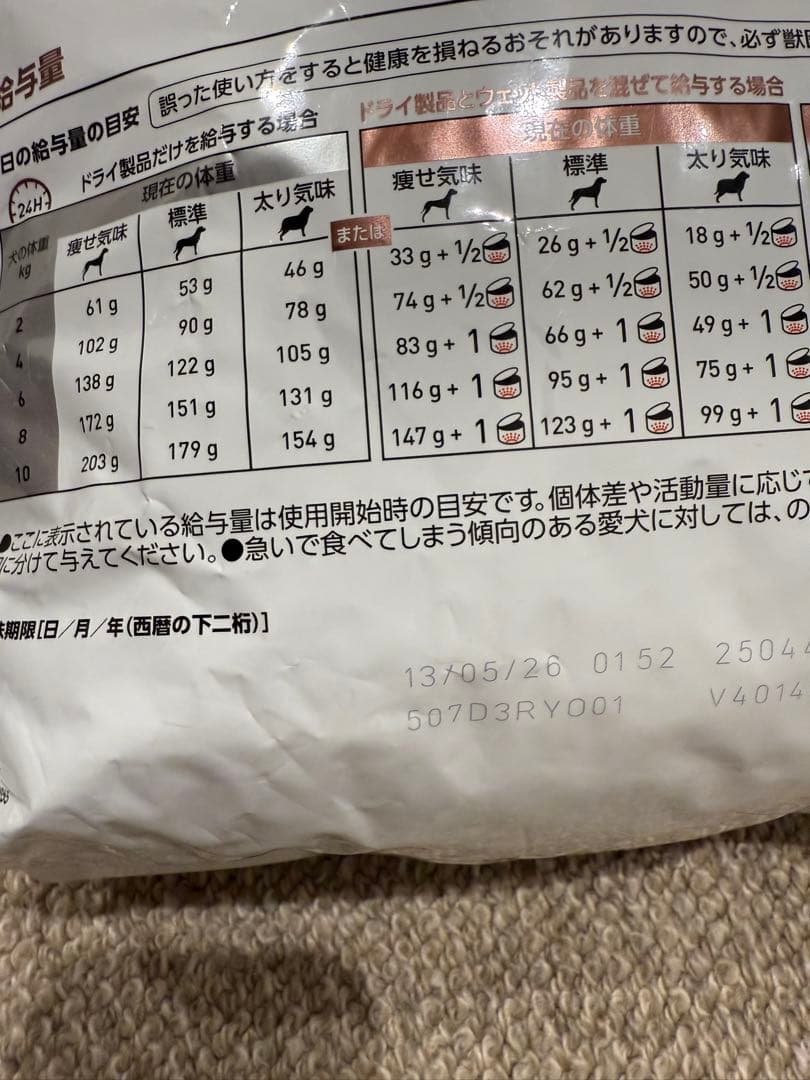 給与量
日の給与量の目安 誤った使い方をすると健康を損ねるおそれがありますので、必ず獣
24H
ドライ製品だけを給与する場合
現在の体重
犬の体重 kg 痩せ気味 標準 太り気味
2 61 g 53 g 46 g
4 102 g 90 g 78 g
6 138 g 122 g 105 g
8 172 g 151 g 131 g
10 203 g 179 g 154 g
または
ドライ製品とウェット製品を混ぜて給与する場合
現在の体重
痩せ気味 標準 太り気味
33 g + ½ 26 g + ½ 18 g + ½
74 g + ½ 62 g + ½ 50 g + ½
83 g + 1 66 g + 1 49 g + 1
116 g + 1 95 g + 1 75 g + 1
147 g + 1 123 g + 1 99 g + 1
●ここに表示されている給与量は使用開始時の目安です。個体差や活動量に応じ
に分けて与えてください。●急いで食べてしまう傾向のある愛犬に対しては、の
期限[日/月/年(西暦の下二桁)]
13/05/26 01 52 25044
507D3RY001 V4014